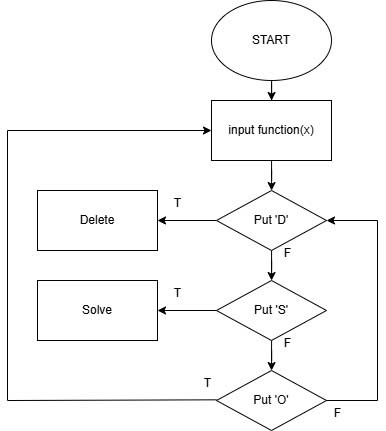 START
input function(x)
T
Put 'D'
Delete
F
T
Put 'S'
Solve
F
T
Put 'O'
F